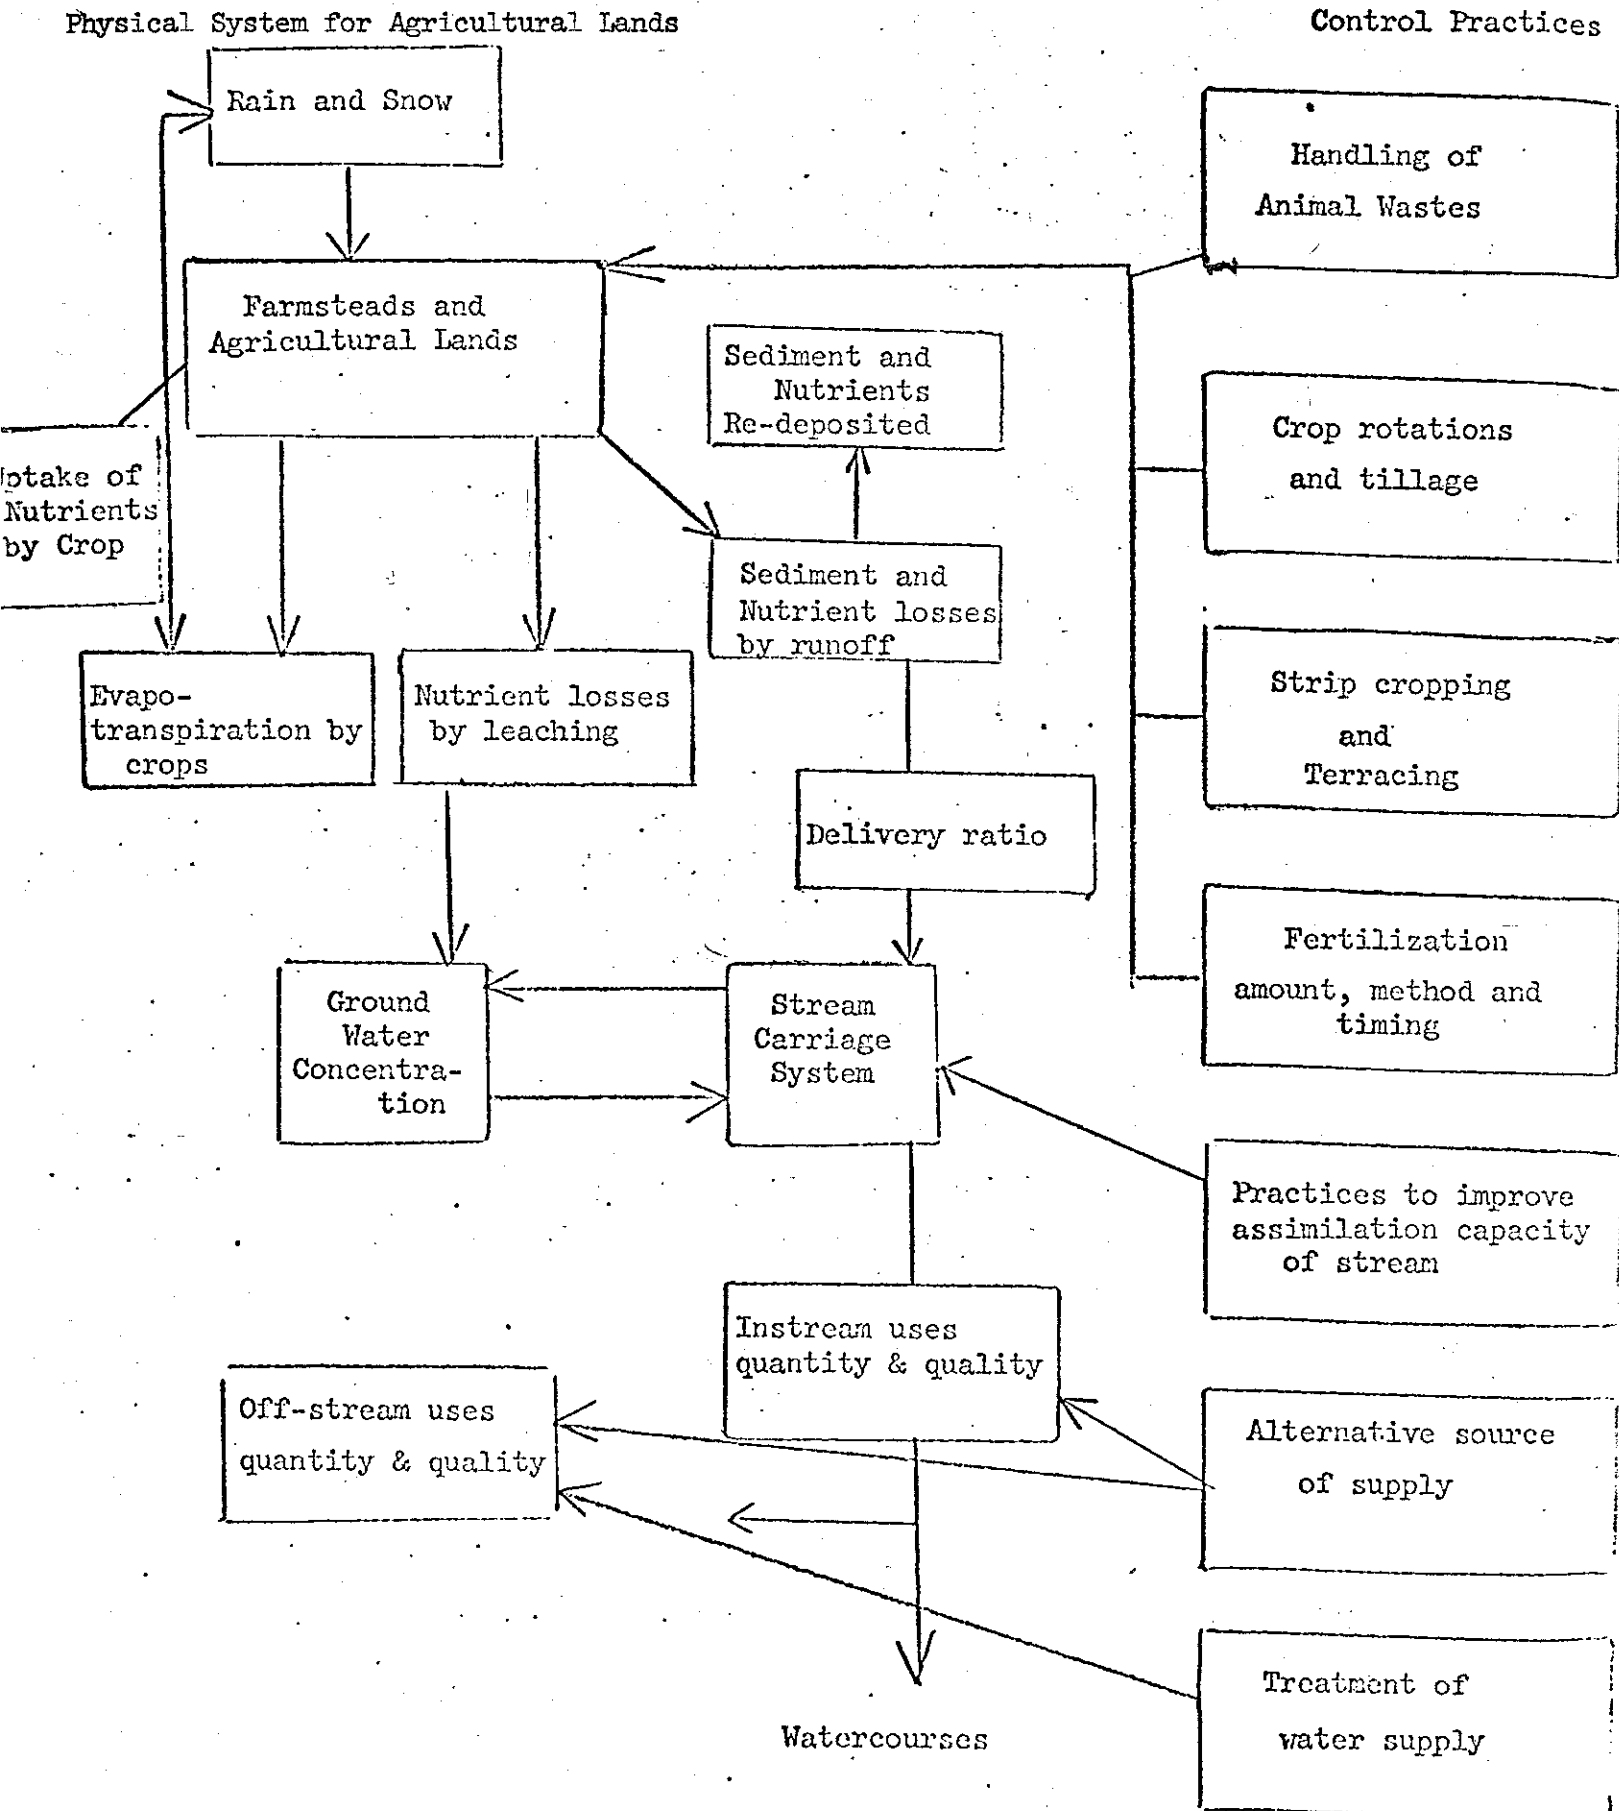 Physical System for Agricultural Lands
Control Practices
Rain and Snow
Handling of
Animal Wastes
Farmsteads and
Agricultural Lands
Sediment and
Nutrients
Re-deposited
Crop rotations
and tillage
ptake of
Nutrients
by Crop
Sediment and
Nutrient losses
by runoff
Evapo-
transpiration by
crops
Nutrient losses
by leaching
Strip cropping
and
Terracing
Delivery ratio
Fertilization
amount, method and
timing
Ground
Water
Concentra-
tion
Stream
Carriage
System
Practices to improve
assimilation capacity
of stream
Instream uses
quantity & quality
Off-stream uses
quantity & quality
Alternative source
of supply
Treatment of
water supply
Watercourses